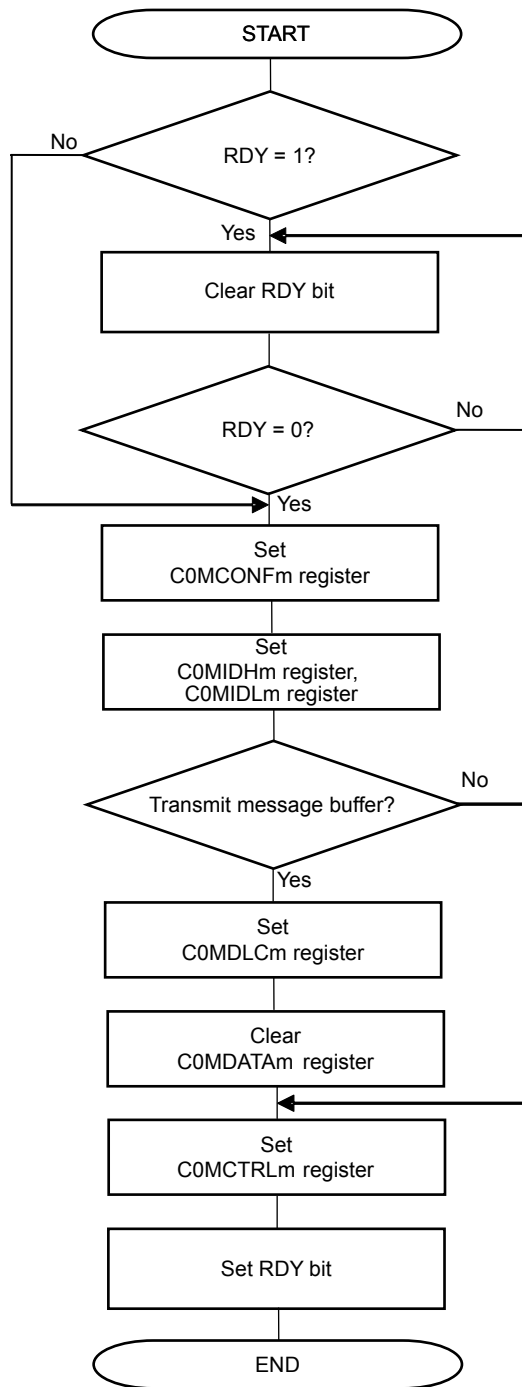 START
No
RDY = 1?
Yes
Clear RDY bit
No
RDY = 0?
Yes
Set
C0MCONFm register
Set
C0MIDHm register,
C0MIDLm register
No
Transmit message buffer?
Yes
Set
C0MDLCm register
Clear
C0MDATAm register
Set
C0MCTRLm register
Set RDY bit
END